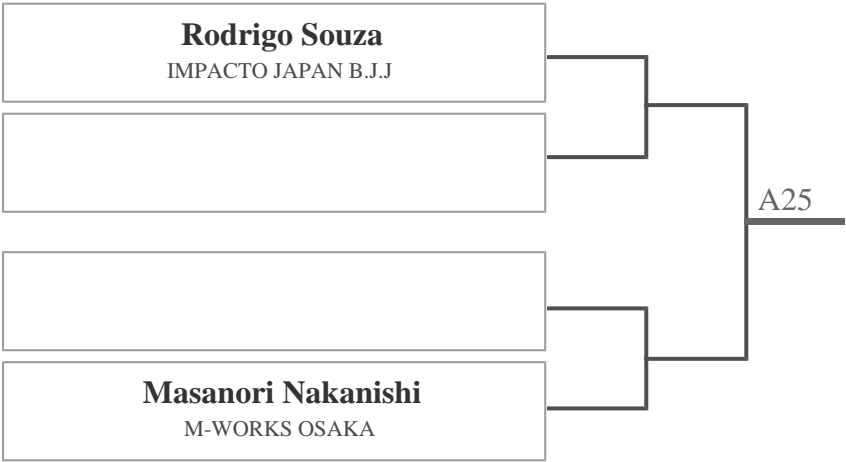 Rodrigo Souza
IMPACTO JAPAN B.J.J
A25
Masanori Nakanishi
M-WORKS OSAKA